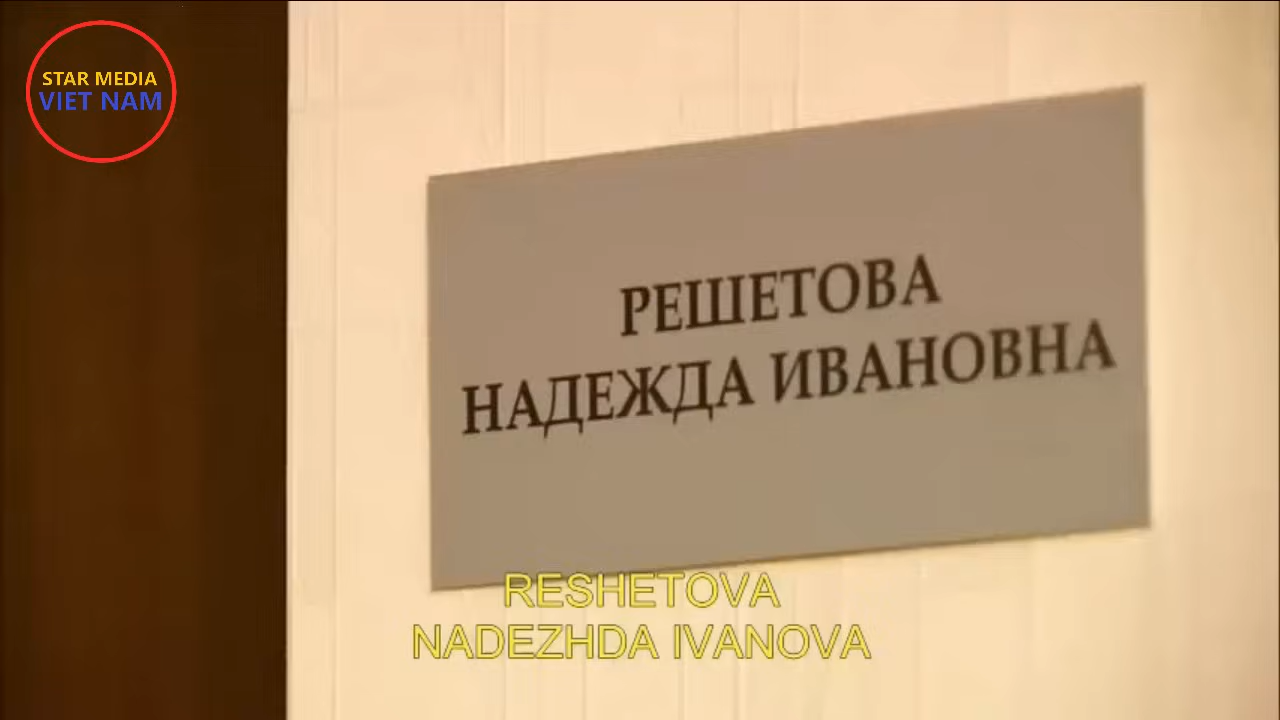 STAR MEDIA
VIET NAM
РЕШЕТОВА
НАДЕЖДА ИВАНОВНА
RESHETOVA
NADEZHDA IVANOVA